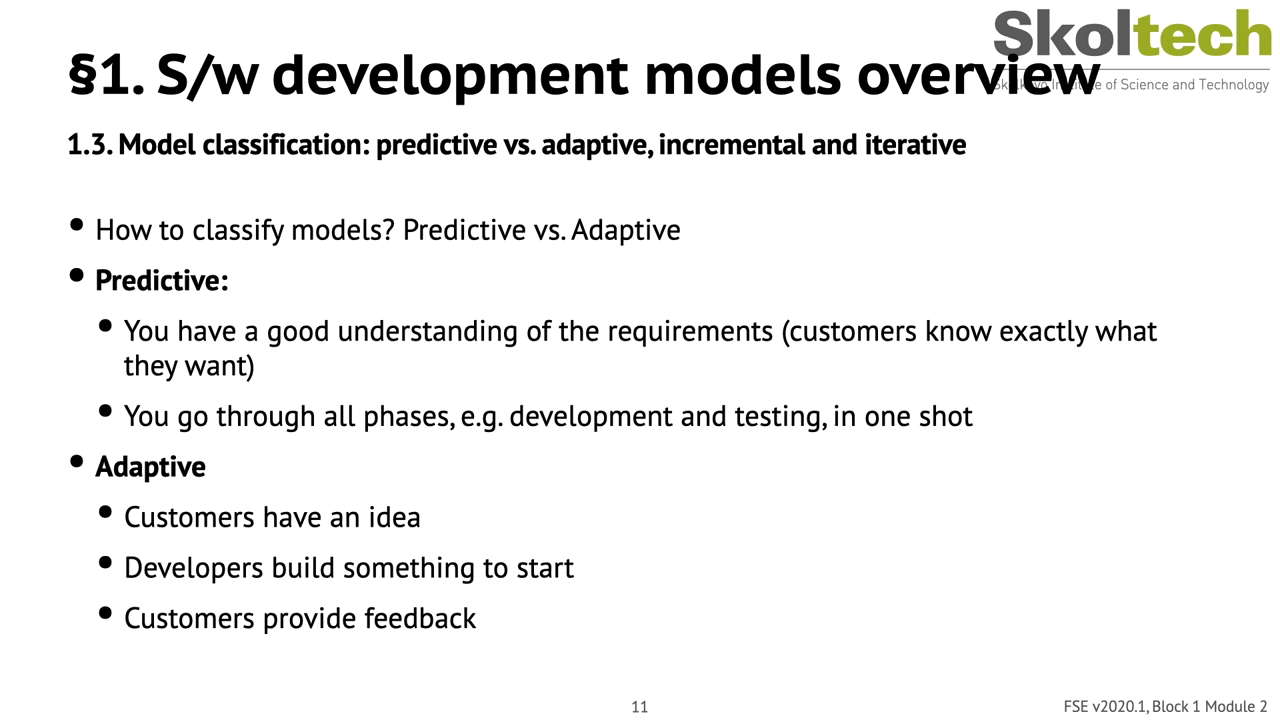 Skoltech
§1. S/w development models overview
Skolkovo Institute of Science and Technology
1.3. Model classification: predictive vs. adaptive, incremental and iterative
• How to classify models? Predictive vs. Adaptive
• Predictive:
• You have a good understanding of the requirements (customers know exactly what
they want)
• You go through all phases, e.g. development and testing, in one shot
• Adaptive
• Customers have an idea
• Developers build something to start
• Customers provide feedback
11
FSE v2020.1, Block 1 Module 2